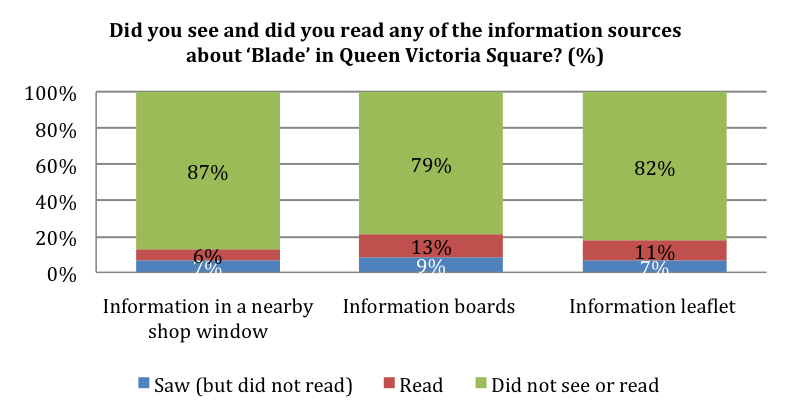 Did you see and did you read any of the information sources
about ‘Blade’ in Queen Victoria Square? (%)
100%
80%
60%
40%
20%
0%
87%
79%
82%
6%
13%
11%
7%
9%
7%
Information in a nearby
shop window
Information boards
Information leaflet
Saw (but did not read)
Read
Did not see or read